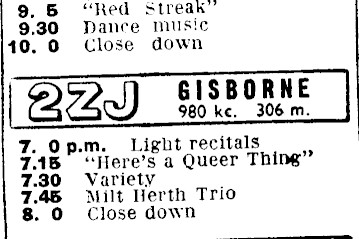 9. 5 "Red Streak"
9.30 Dance music
10. 0 Close down
2ZJ GISBORNE
980 kc. 306 m.
7. 0 p.m. Light recitals
7.15 "Here's a Queer Thing"
7.30 Variety
7.45 Milt Herth Trio
8. 0 Close down